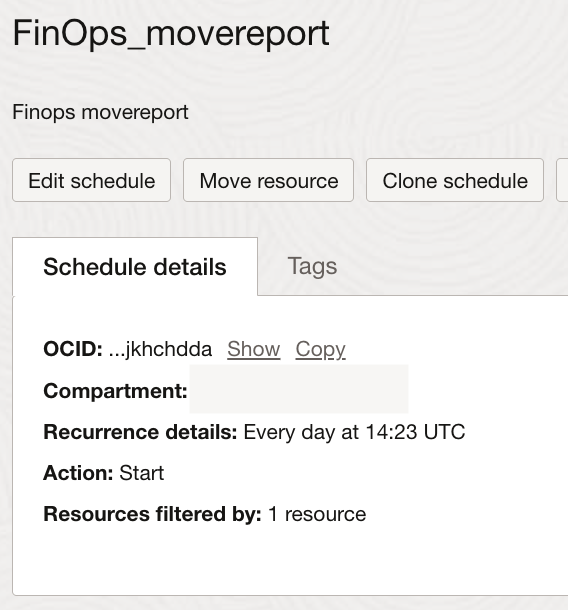 FinOps_movereport
Finops movereport
Edit schedule Move resource Clone schedule
Schedule details Tags
OCID: ...jkhchdda Show Copy
Compartment:
Recurrence details: Every day at 14:23 UTC
Action: Start
Resources filtered by: 1 resource